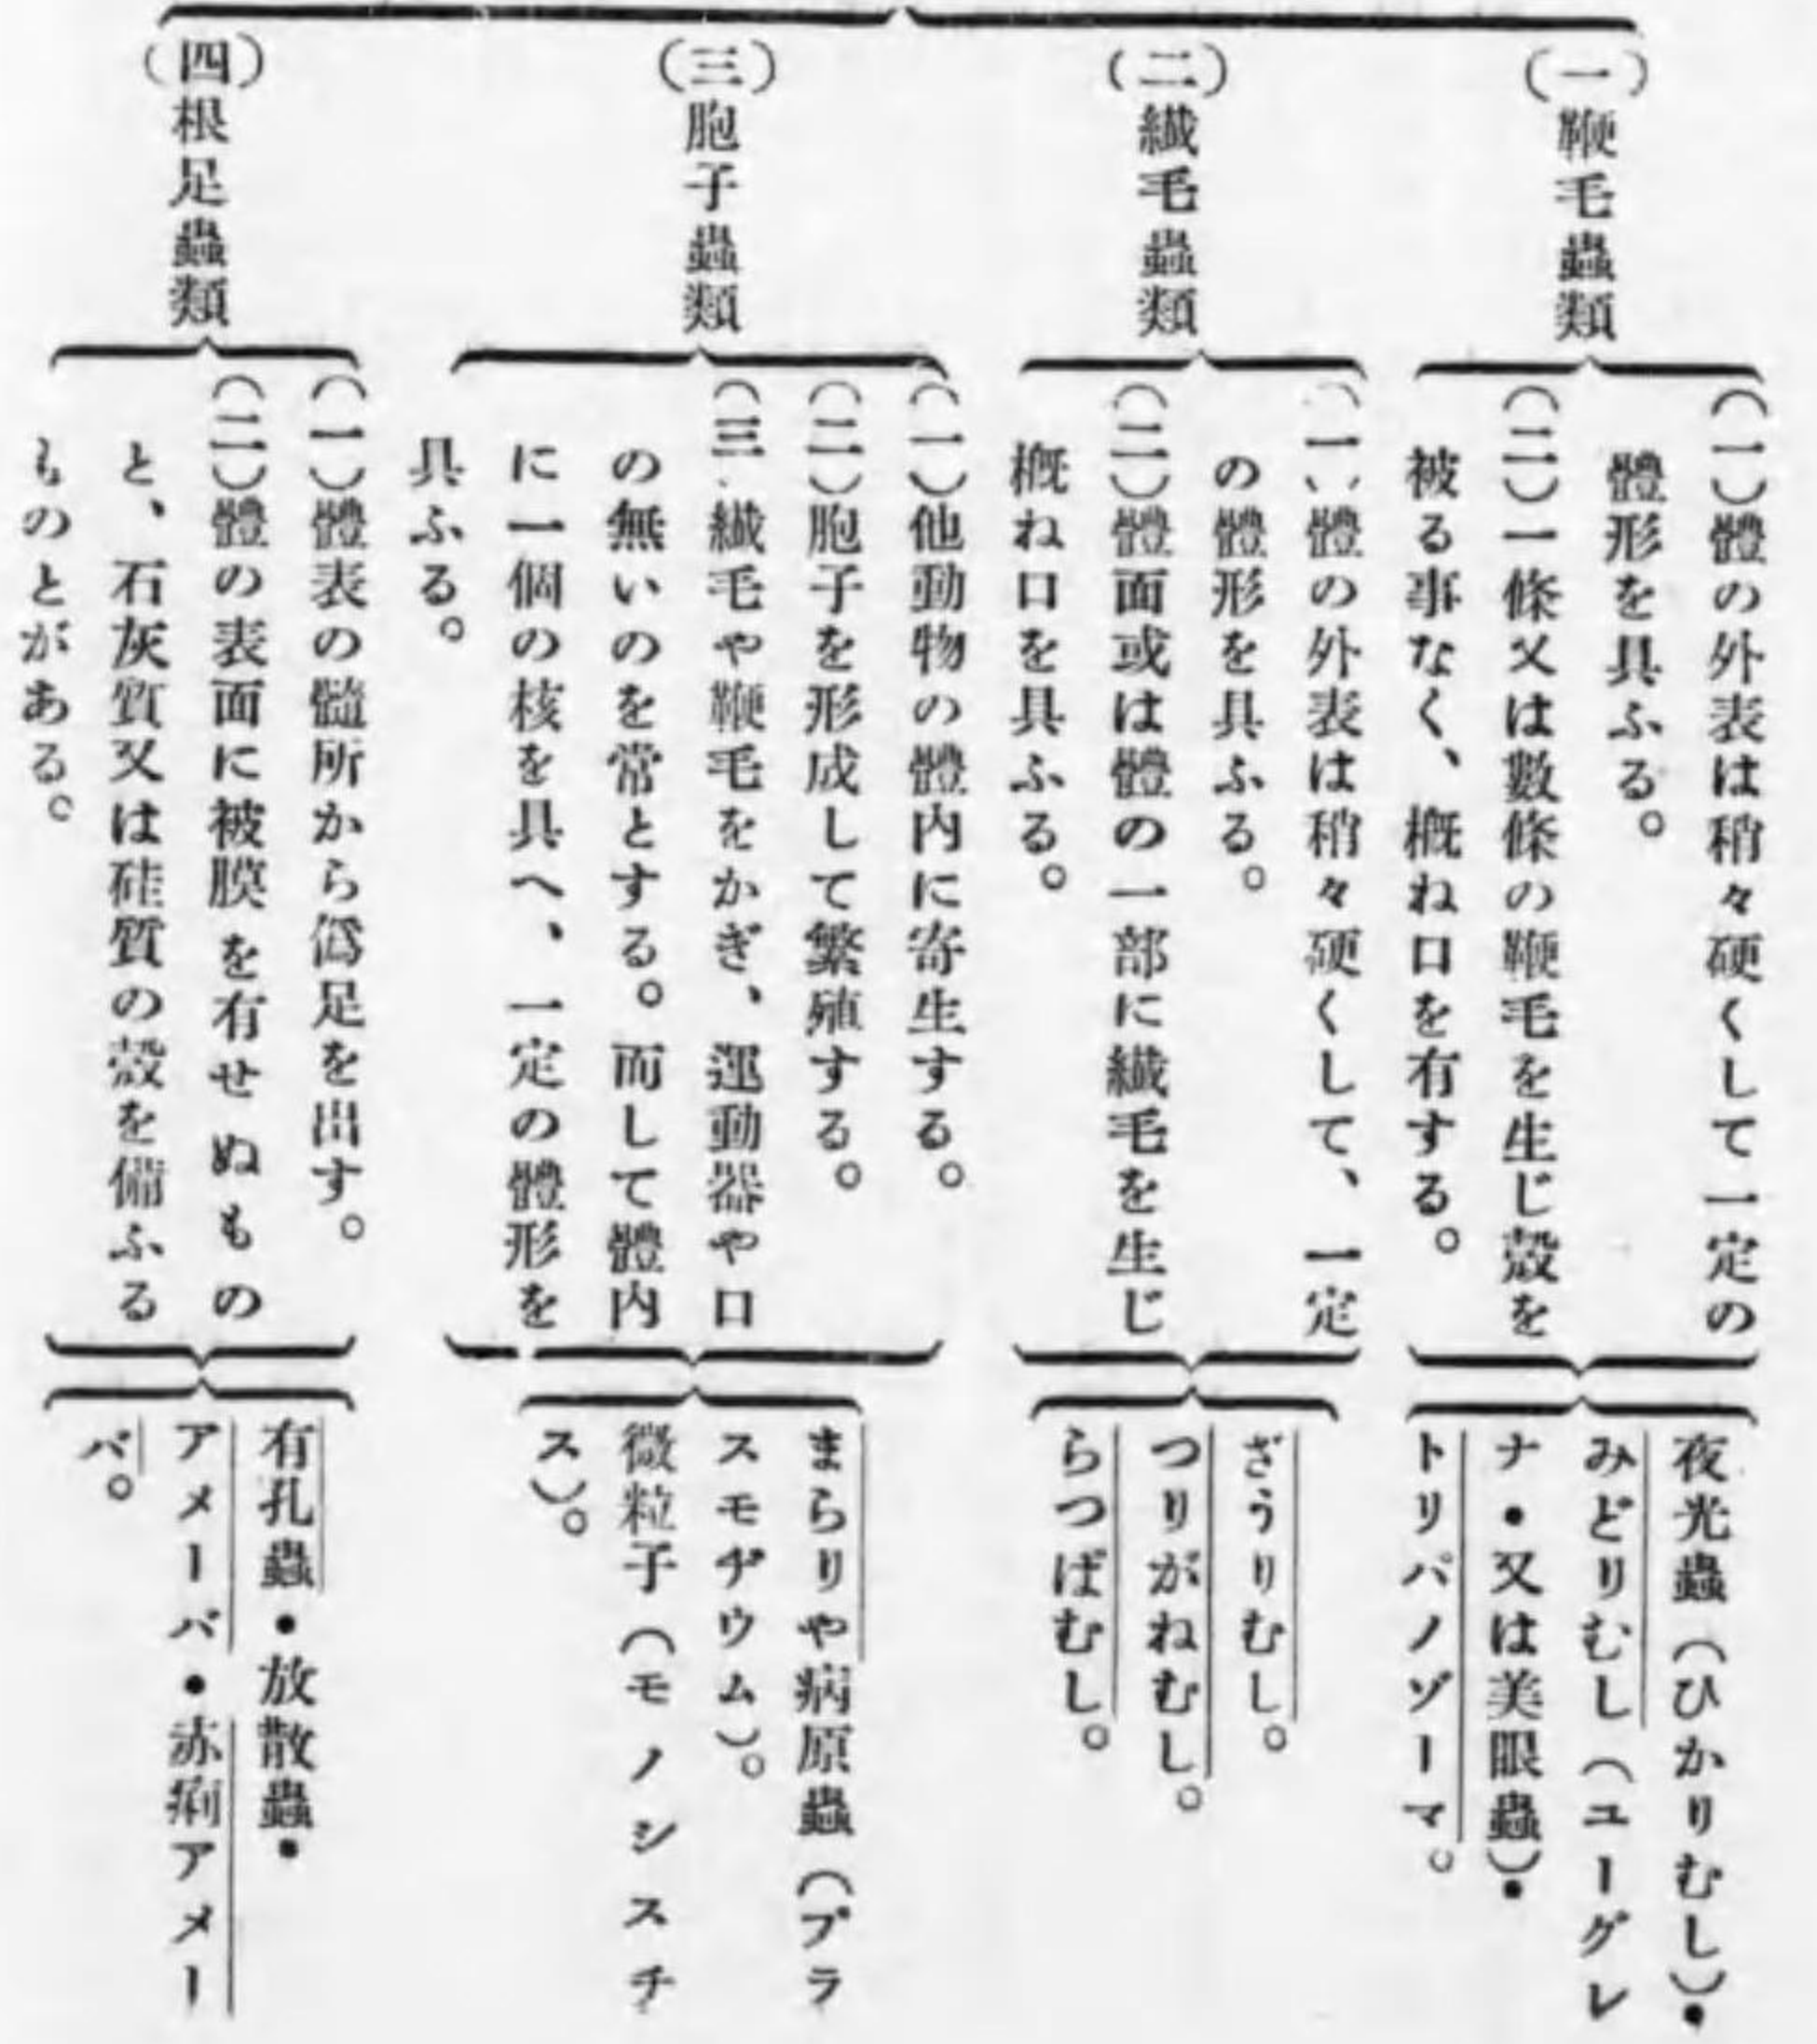 (一)鞭毛蟲類
(一)體の外表は稍々硬くして一定の
體形を具ふる。
(二)一條又は數條の鞭毛を生じ殼を
被る事なく、概ね口を有する。
夜光蟲(ひかりむし)・
みどりむし(ユーグレ
ナ・又は美眼蟲)・
トリパノゾーマ。
(二)纎毛蟲類
(一)體の外表は稍々硬くして、一定
の體形を具ふる。
(二)體面或は體の一部に纎毛を生じ
概ね口を具ふる。
ざうりむし。
つりがねむし。
らつぱむし。
(三)胞子蟲類
(一)他動物の體内に寄生する。
(二)胞子を形成して繁殖する。
(三 纎毛や鞭毛をかぎ、運動器や口
の無いのを常とする。而して體内
に一個の核を具へ、一定の體形を
具ふる。
まらりや病原蟲(プラ
スモヂウム)。
微粒子(モノシスチ
ス)。
(四)根足蟲類
(一)體表の髓所から僞足を出す。
(二)體の表面に被膜を有せぬもの
と、石灰質又は硅質の殼を備ふる
ものとがある。
有孔蟲・放散蟲・
アメーバ・赤痢アメー
バ。